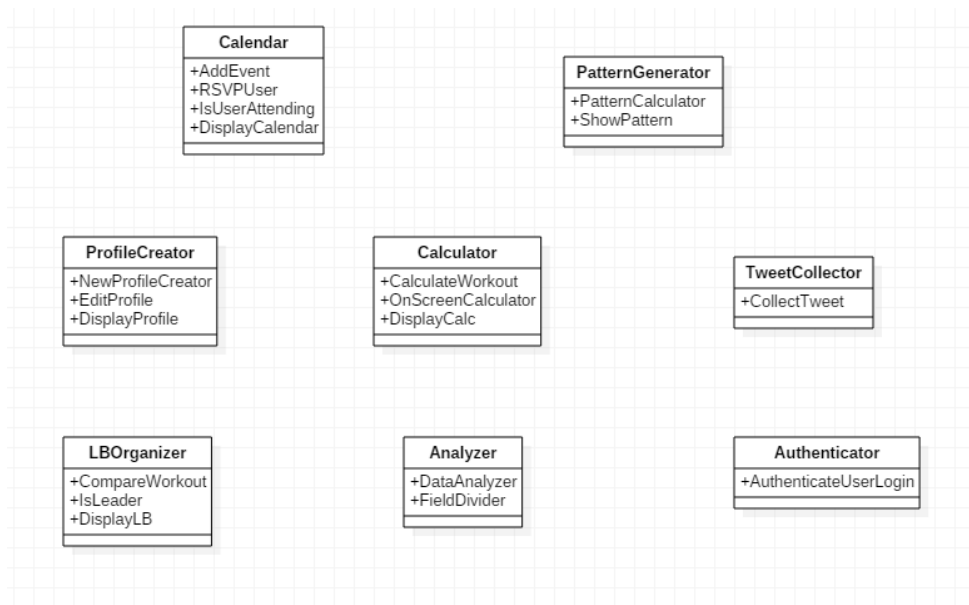 Calendar
+AddEvent
+RSVPUser
+IsUserAttending
+DisplayCalendar
PatternGenerator
+PatternCalculator
+ShowPattern
ProfileCreator
+NewProfileCreator
+EditProfile
+DisplayProfile
Calculator
+CalculateWorkout
+OnScreenCalculator
+DisplayCalc
TweetCollector
+CollectTweet
LBOrganizer
+CompareWorkout
+IsLeader
+DisplayLB
Analyzer
+DataAnalyzer
+FieldDivider
Authenticator
+AuthenticateUserLogin